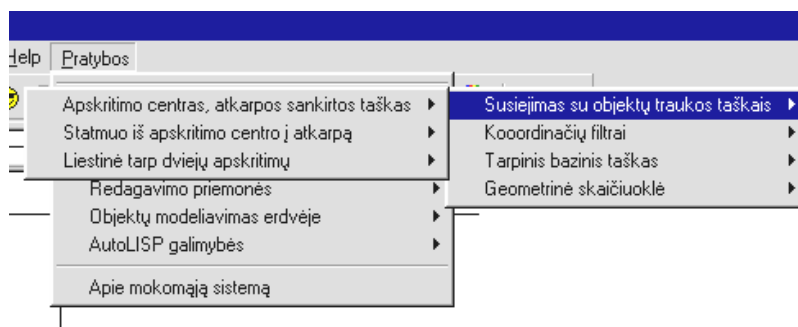 Help Pratybos
Apskritimo centras, atkarpos sankirtos taškas
Statmuo iš apskritimo centro į atkarpą
Liestinė tarp dviejų apskritimų
Susiejimas su objektų traukos taškais
Kooordinačių filtrai
Tarpinis bazinis taškas
Geometrinė skaičiuoklė
Redagavimo priemonės
Objektų modeliavimas erdvėje
AutoLISP galimybės
Apie mokomąją sistemą